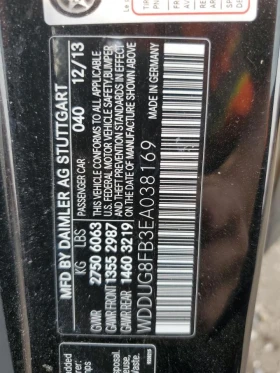 MFD BY DAIMLER AG STUTTGART
PASSENGER CAR 040 12/13
KG LBS
GVWR 2750 6063
GAWR FRONT 1355 2987
GAWR REAR 1460 3219
THIS VEHICLE CONFORMS TO ALL APPLICABLE
U.S. FEDERAL MOTOR VEHICLE SAFETY, BUMPER
AND THEFT PREVENTION STANDARDS IN EFFECT ON
THE DATE OF MANUFACTURE SHOWN ABOVE
MADE IN GERMANY
WDDUG8FB3EA038169